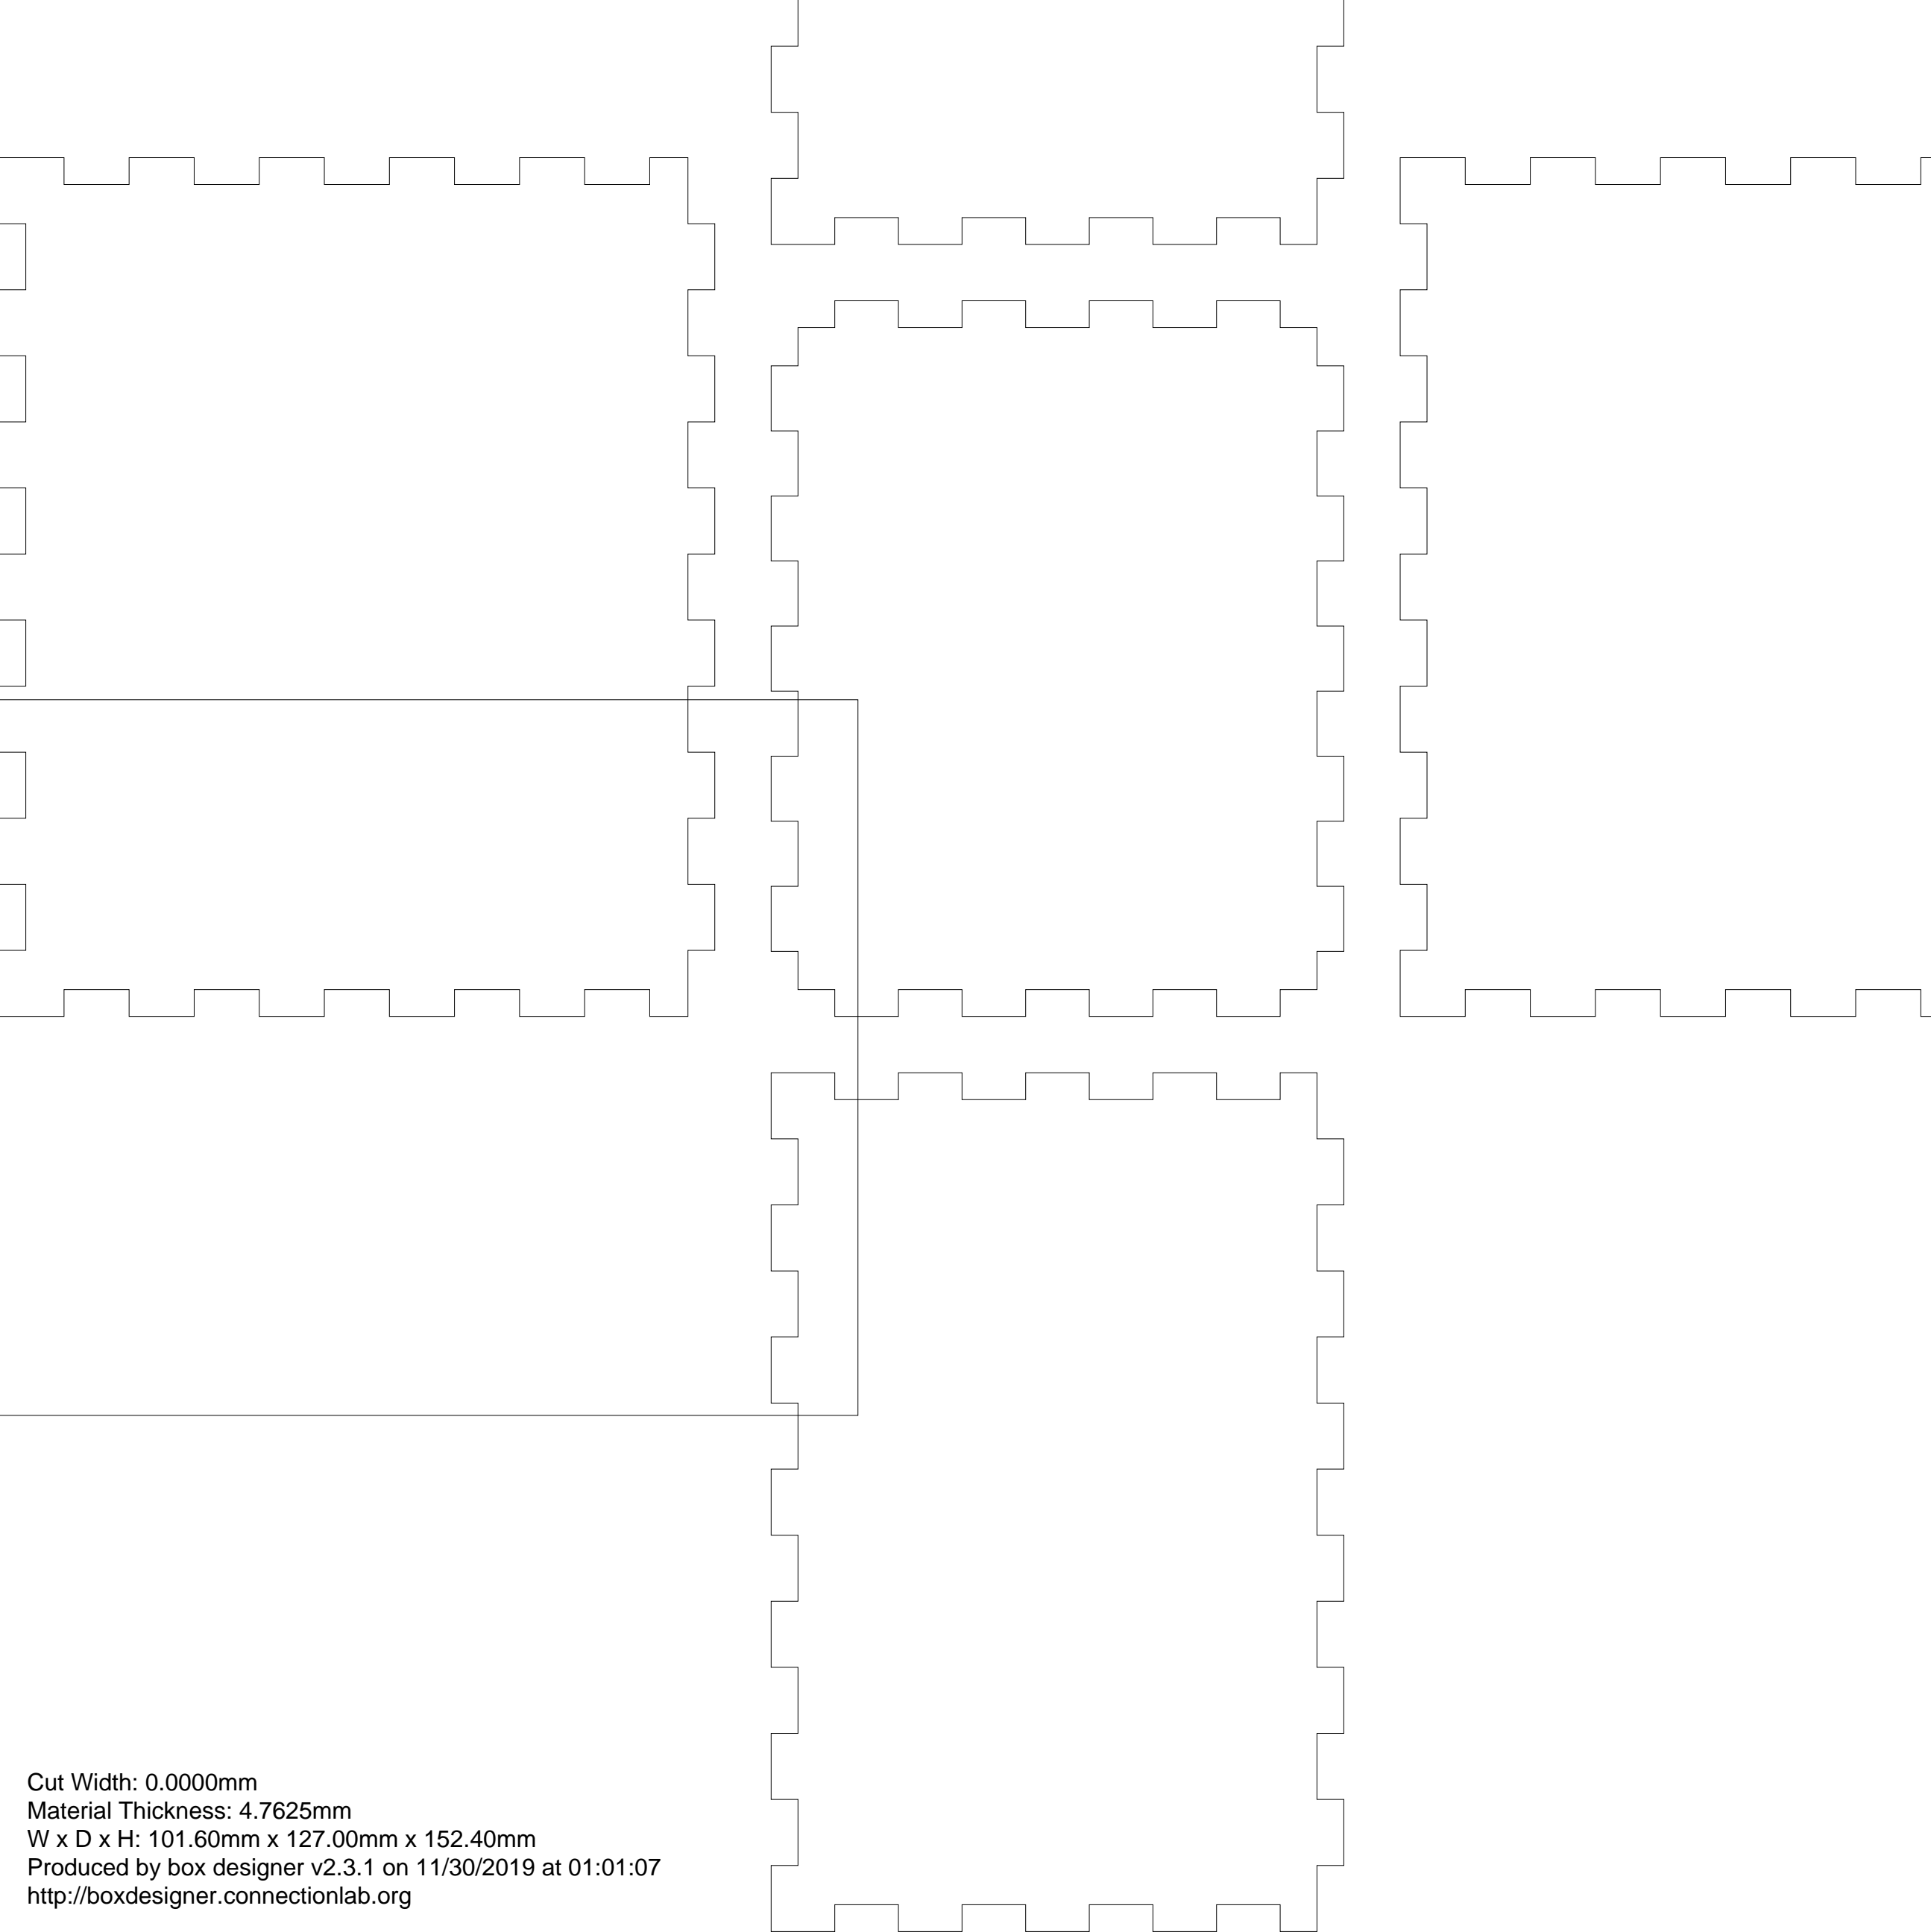 Cut Width: 0.0000mm
Material Thickness: 4.7625mm
W x D x H: 101.60mm x 127.00mm x 152.40mm
Produced by box designer v2.3.1 on 11/30/2019 at 01:01:07
http://boxdesigner.connectionlab.org